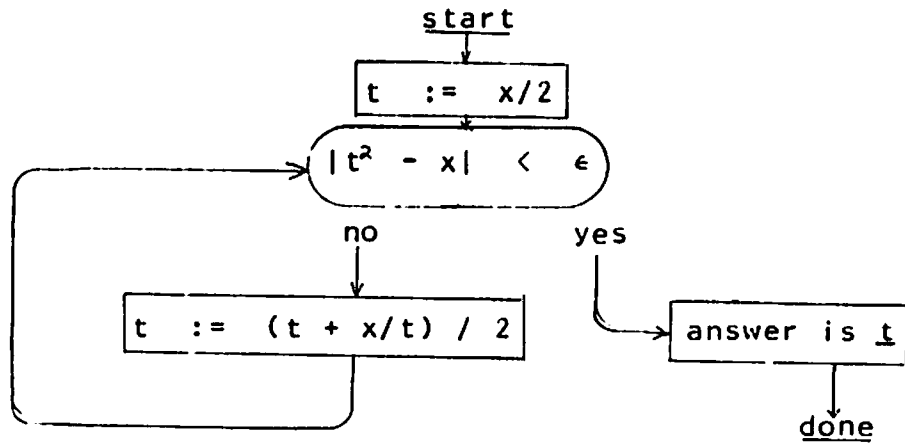 start
t := x/2
|t² - x| < ϵ
no
yes
t := (t + x/t) / 2
answer is t
done